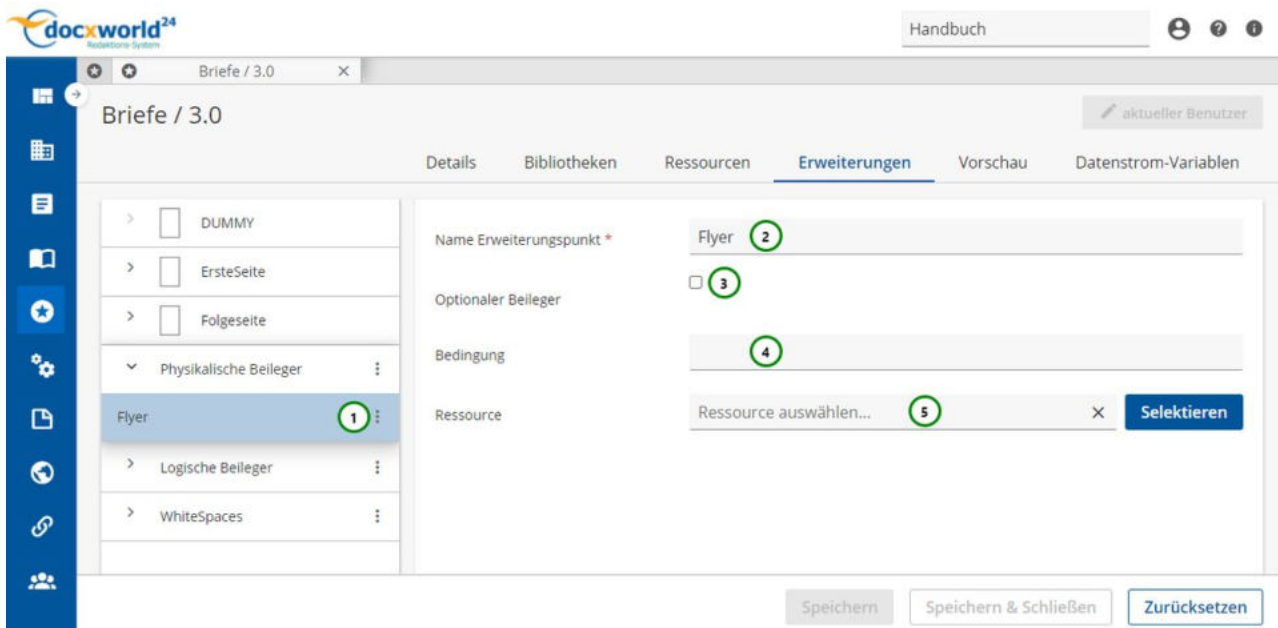 docxworld24
Redaktions-System
Handbuch
Briefe / 3.0
Briefe / 3.0
aktueller Benutzer
Details Bibliotheken Ressourcen Erweiterungen Vorschau Datenstrom-Variablen
DUMMY
ErsteSeite
Folgeseite
Physikalische Beileger
Flyer 1
Logische Beileger
WhiteSpaces
Name Erweiterungspunkt * Flyer 2
Optionaler Beileger 3
Bedingung 4
Ressource Ressource auswählen... 5 Selektieren
Speichern Speichern & Schließen Zurücksetzen